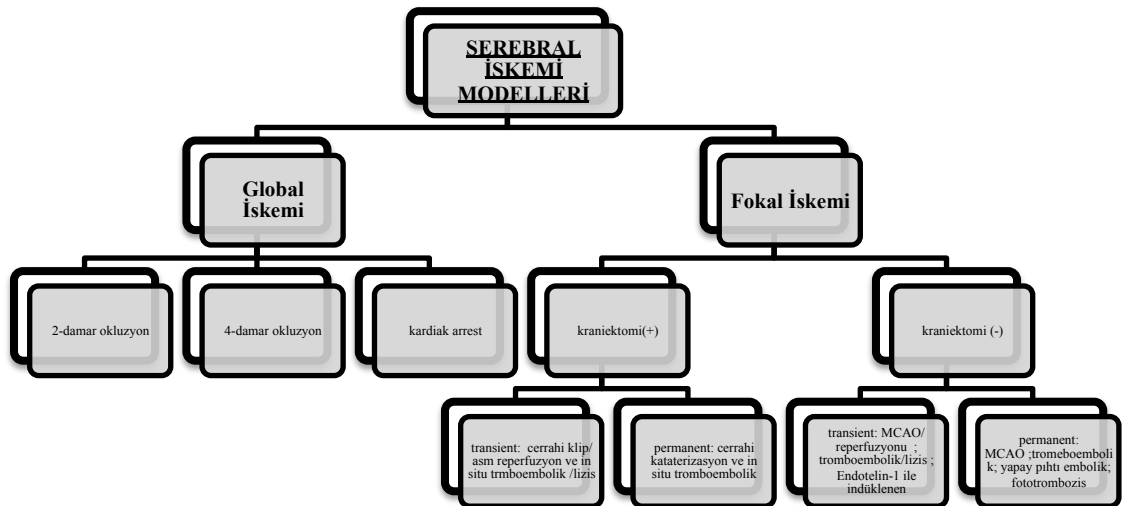 SEREBRAL
İSKEMİ
MODELLERİ
Global
İskemi
Fokal İskemi
2-damar okluzyon
4-damar okluzyon
kardiak arrest
kraniektomi(+)
kraniektomi (-)
transient: cerrahi klip/
asm reperfuzyon ve in
situ trmboembolik /lizis
permanent: cerrahi
kataterizasyon ve in
situ tromboembolik
transient: MCAO/
reperfuzyonu ;
tromboembolik/lizis ;
Endotelin-1 ile
indüklenen
permanent:
MCAO ;tromeboemboli
k; yapay pıhtı embolik;
fototrombozis